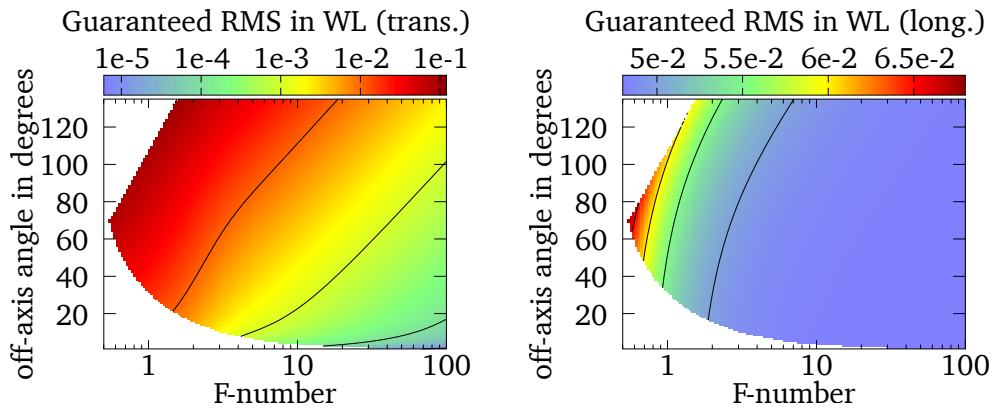 Guaranteed RMS in WL (trans.)
1e-5 1e-4 1e-3 1e-2 1e-1
off-axis angle in degrees
120
100
80
60
40
20
1 10 100
F-number
Guaranteed RMS in WL (long.)
5e-2 5.5e-2 6e-2 6.5e-2
off-axis angle in degrees
120
100
80
60
40
20
1 10 100
F-number